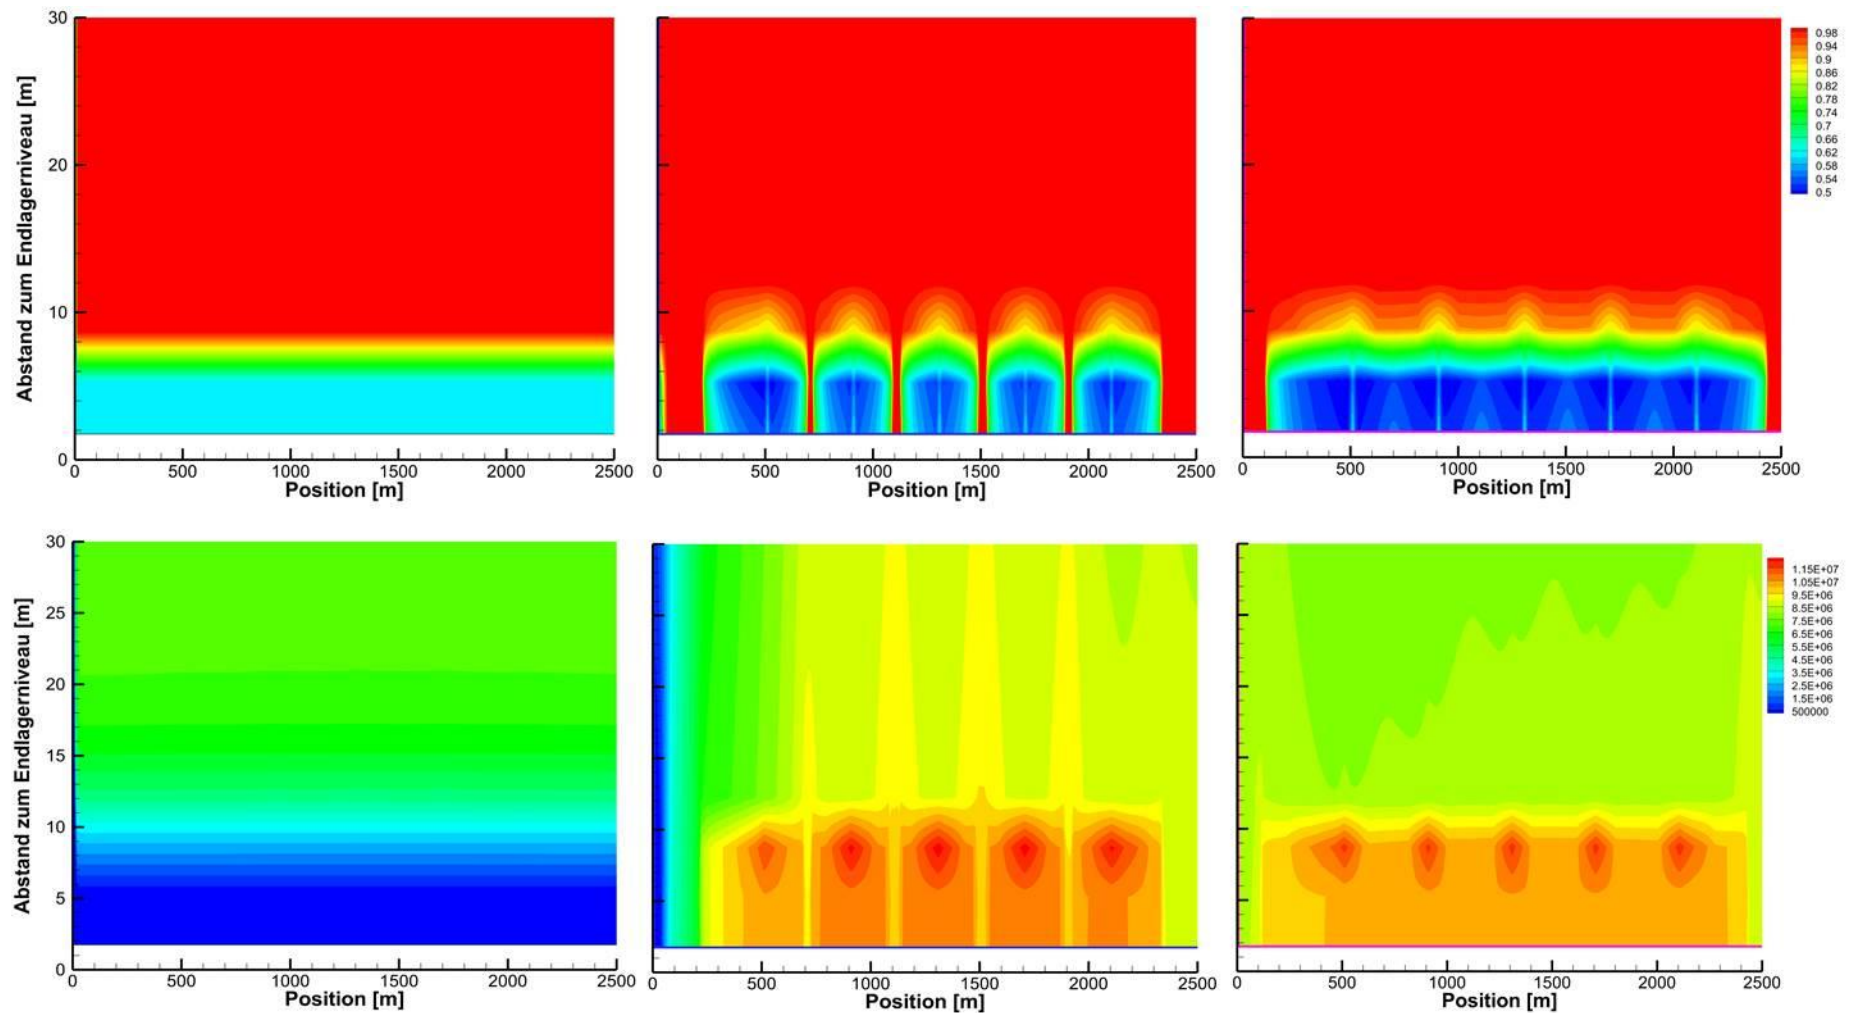 Abstand zum Endlagerniveau [m]
30
20
10
0
0 500 1000 1500 2000 2500
Position [m]
0 500 1000 1500 2000 2500
Position [m]
0 500 1000 1500 2000 2500
Position [m]
0.98
0.94
0.9
0.86
0.82
0.78
0.74
0.7
0.66
0.62
0.58
0.54
0.5
Abstand zum Endlagerniveau [m]
30
25
20
15
10
5
0
0 500 1000 1500 2000 2500
Position [m]
0 500 1000 1500 2000 2500
Position [m]
0 500 1000 1500 2000 2500
Position [m]
1.15E+07
1.05E+07
9.5E+06
8.5E+06
7.5E+06
6.5E+06
5.5E+06
4.5E+06
3.5E+06
2.5E+06
1.5E+06
500000